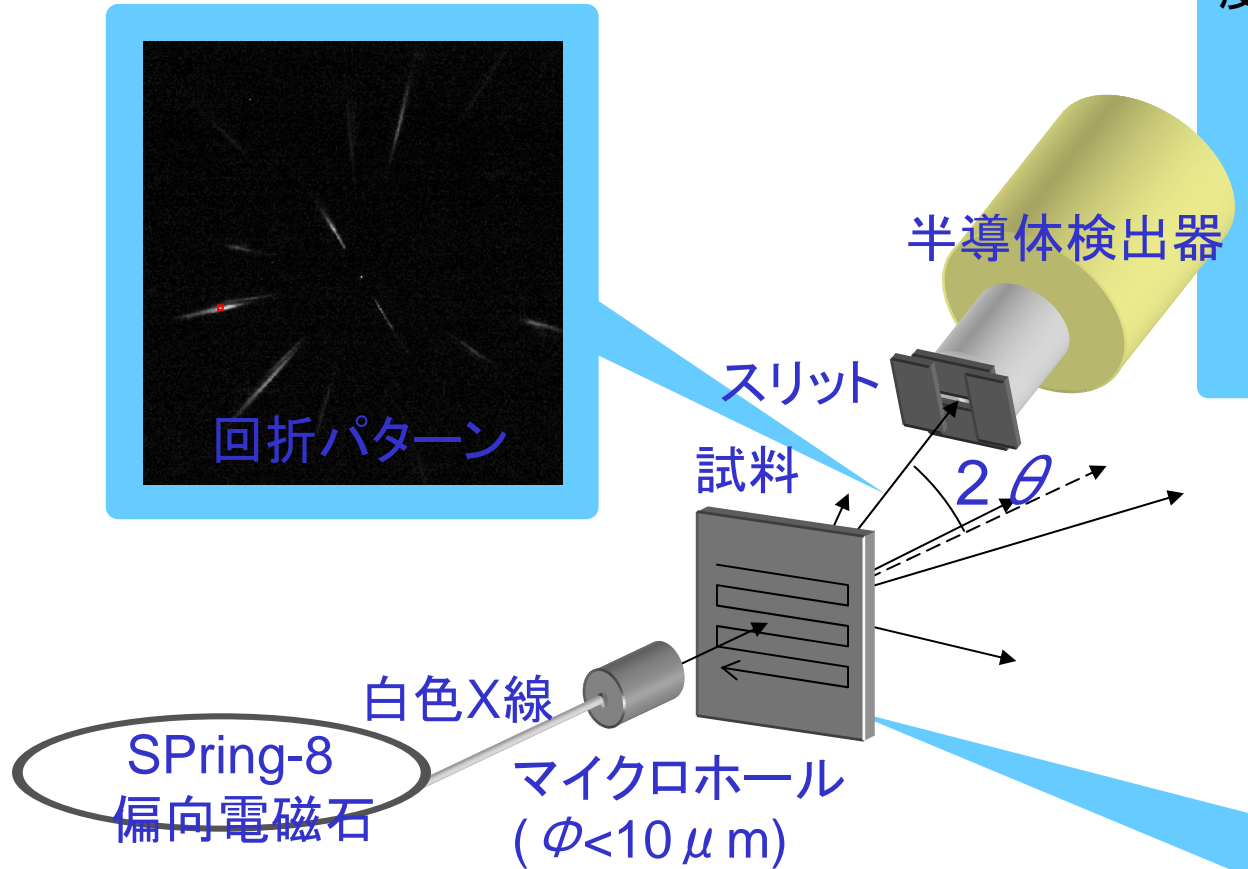 回折パターン
半導体検出器
スリット
試料
2θ
白色X線
SPring-8
偏向電磁石
マイクロホール
(Φ<10μm)